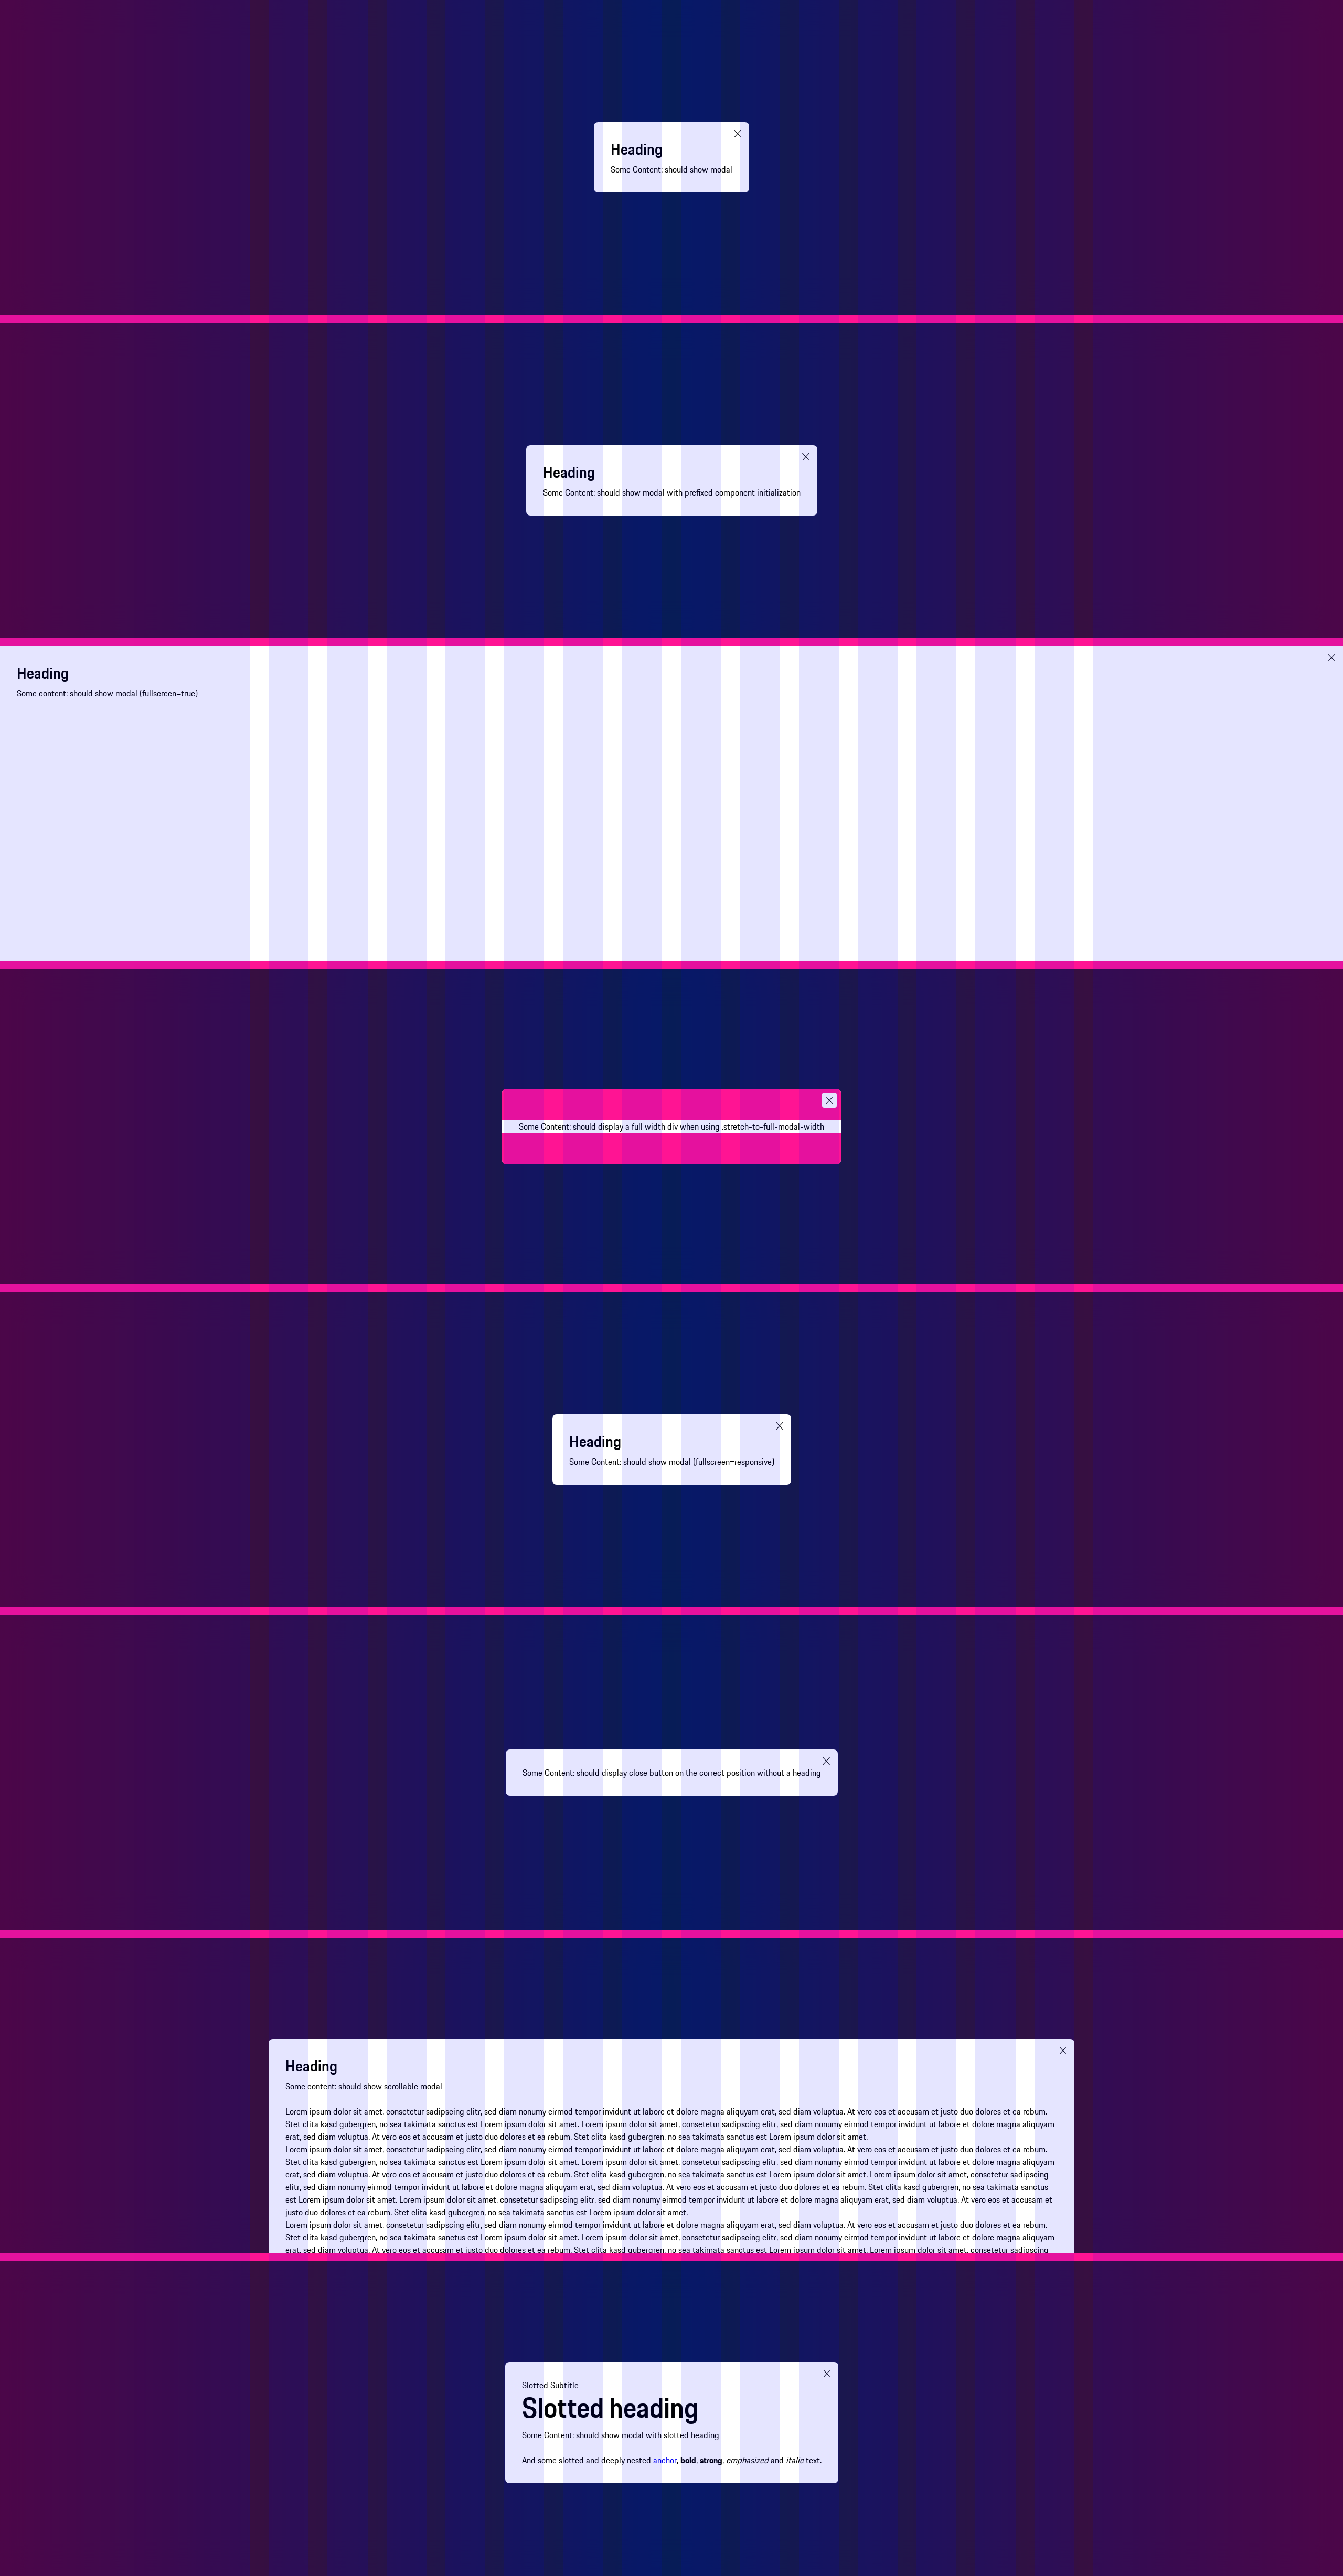 Heading
Some Content: should show modal
Heading
Some Content: should show modal with prefixed component initialization
Heading
Some content: should show modal (fullscreen=true)
Some Content: should display a full width div when using .stretch-to-full-modal-width
Heading
Some Content: should show modal (fullscreen=responsive)
Some Content: should display close button on the correct position without a heading
Heading
Some content: should show scrollable modal
Lorem ipsum dolor sit amet, consetetur sadipscing elitr, sed diam nonumy eirmod tempor invidunt ut labore et dolore magna aliquyam erat, sed diam voluptua. At vero eos et accusam et justo duo dolores et ea rebum.
Stet clita kasd gubergren, no sea takimata sanctus est Lorem ipsum dolor sit amet. Lorem ipsum dolor sit amet, consetetur sadipscing elitr, sed diam nonumy eirmod tempor invidunt ut labore et dolore magna aliquyam
erat, sed diam voluptua. At vero eos et accusam et justo duo dolores et ea rebum. Stet clita kasd gubergren, no sea takimata sanctus est Lorem ipsum dolor sit amet.
Lorem ipsum dolor sit amet, consetetur sadipscing elitr, sed diam nonumy eirmod tempor invidunt ut labore et dolore magna aliquyam erat, sed diam voluptua. At vero eos et accusam et justo duo dolores et ea rebum.
Stet clita kasd gubergren, no sea takimata sanctus est Lorem ipsum dolor sit amet. Lorem ipsum dolor sit amet, consetetur sadipscing elitr, sed diam nonumy eirmod tempor invidunt ut labore et dolore magna aliquyam
erat, sed diam voluptua. At vero eos et accusam et justo duo dolores et ea rebum. Stet clita kasd gubergren, no sea takimata sanctus est Lorem ipsum dolor sit amet. Lorem ipsum dolor sit amet, consetetur sadipscing
elitr, sed diam nonumy eirmod tempor invidunt ut labore et dolore magna aliquyam erat, sed diam voluptua. At vero eos et accusam et justo duo dolores et ea rebum. Stet clita kasd gubergren, no sea takimata sanctus
est Lorem ipsum dolor sit amet. Lorem ipsum dolor sit amet, consetetur sadipscing elitr, sed diam nonumy eirmod tempor invidunt ut labore et dolore magna aliquyam erat, sed diam voluptua. At vero eos et accusam et
justo duo dolores et ea rebum. Stet clita kasd gubergren, no sea takimata sanctus est Lorem ipsum dolor sit amet.
Lorem ipsum dolor sit amet, consetetur sadipscing elitr, sed diam nonumy eirmod tempor invidunt ut labore et dolore magna aliquyam erat, sed diam voluptua. At vero eos et accusam et justo duo dolores et ea rebum.
Stet clita kasd gubergren, no sea takimata sanctus est Lorem ipsum dolor sit amet. Lorem ipsum dolor sit amet, consetetur sadipscing elitr, sed diam nonumy eirmod tempor invidunt ut labore et dolore magna aliquyam
erat, sed diam voluptua. At vero eos et accusam et justo duo dolores et ea rebum. Stet clita kasd gubergren, no sea takimata sanctus est Lorem ipsum dolor sit amet. Lorem ipsum dolor sit amet, consetetur sadipscing
Slotted Subtitle
Slotted heading
Some Content: should show modal with slotted heading
And some slotted and deeply nested anchor, bold, strong, emphasized and italic text.